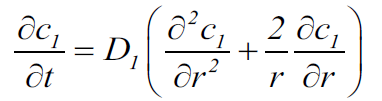 ∂c₁/∂t = D₁ ( ∂²c₁/∂r² + (2/r) ∂c₁/∂r )